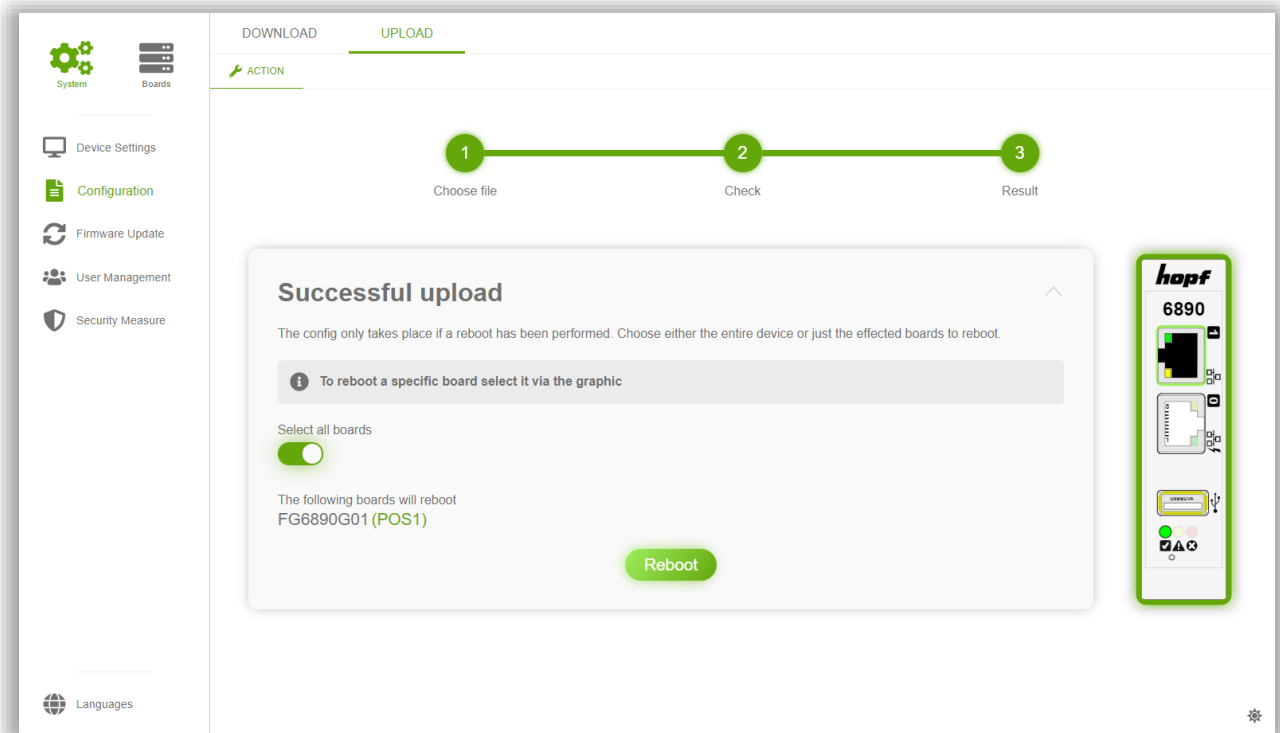 DOWNLOAD UPLOAD
System Boards
ACTION
Device Settings
Configuration
Firmware Update
User Management
Security Measure
Languages
1 2 3
Choose file Check Result
Successful upload
The config only takes place if a reboot has been performed. Choose either the entire device or just the effected boards to reboot.
To reboot a specific board select it via the graphic
Select all boards
The following boards will reboot
FG6890G01 (POS1)
Reboot
hopf
6890
1
0